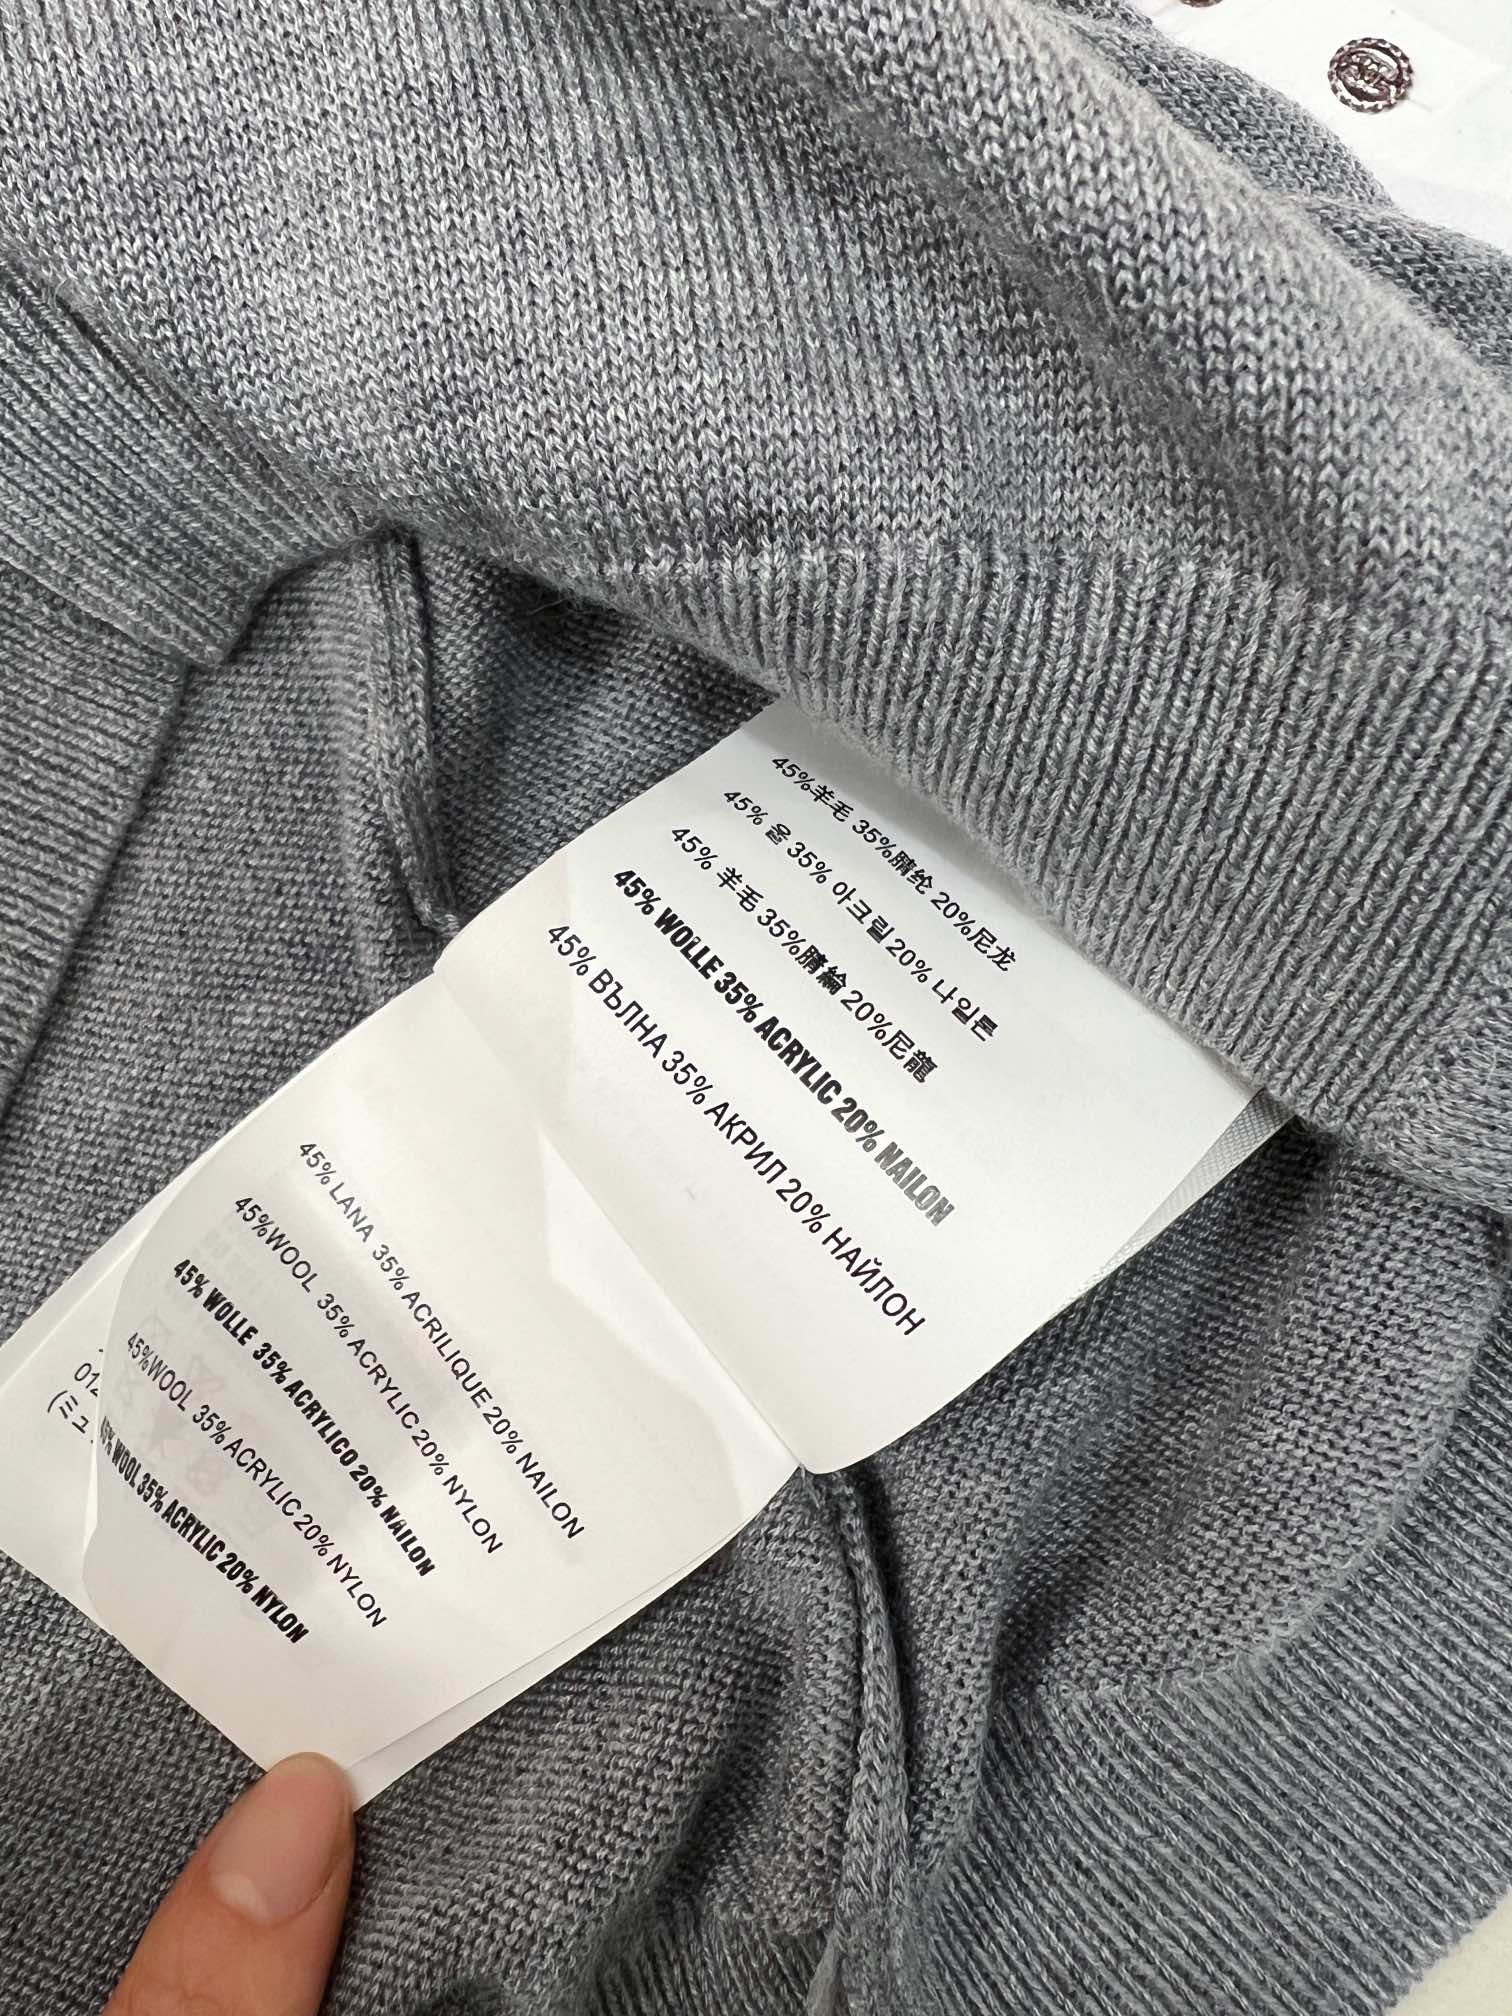 45%羊毛 35%腈纶 20%尼龙
45% 울 35% 아크릴 20% 나일론
45% 羊毛 35%腈綸 20%尼龍
45% WOLLE 35% ACRYLIC 20% NAILON
45% ВЪЛНА 35% АКРИЛ 20% НАЙЛОН
45% LANA 35% ACRILIQUE 20% NAILON
45%WOOL 35% ACRYLIC 20% NYLON
45% WOLLE 35% ACRYLICO 20% NAILON
45%WOOL 35% ACRYLIC 20% NYLON
45% WOOL 35% ACRYLIC 20% NYLON
012
(ミュ